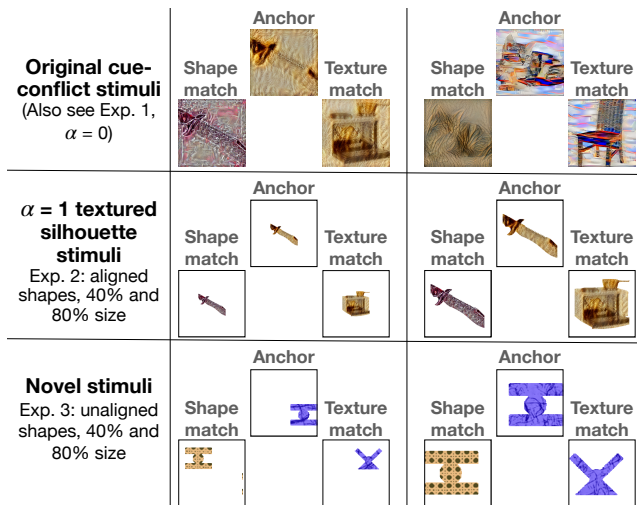 Original cue-
conflict stimuli
(Also see Exp. 1,
α = 0)
Anchor
Shape
match
Texture
match
Anchor
Shape
match
Texture
match
α = 1 textured
silhouette
stimuli
Exp. 2: aligned
shapes, 40% and
80% size
Anchor
Shape
match
Texture
match
Anchor
Shape
match
Texture
match
Novel stimuli
Exp. 3: unaligned
shapes, 40% and
80% size
Anchor
Shape
match
Texture
match
Anchor
Shape
match
Texture
match